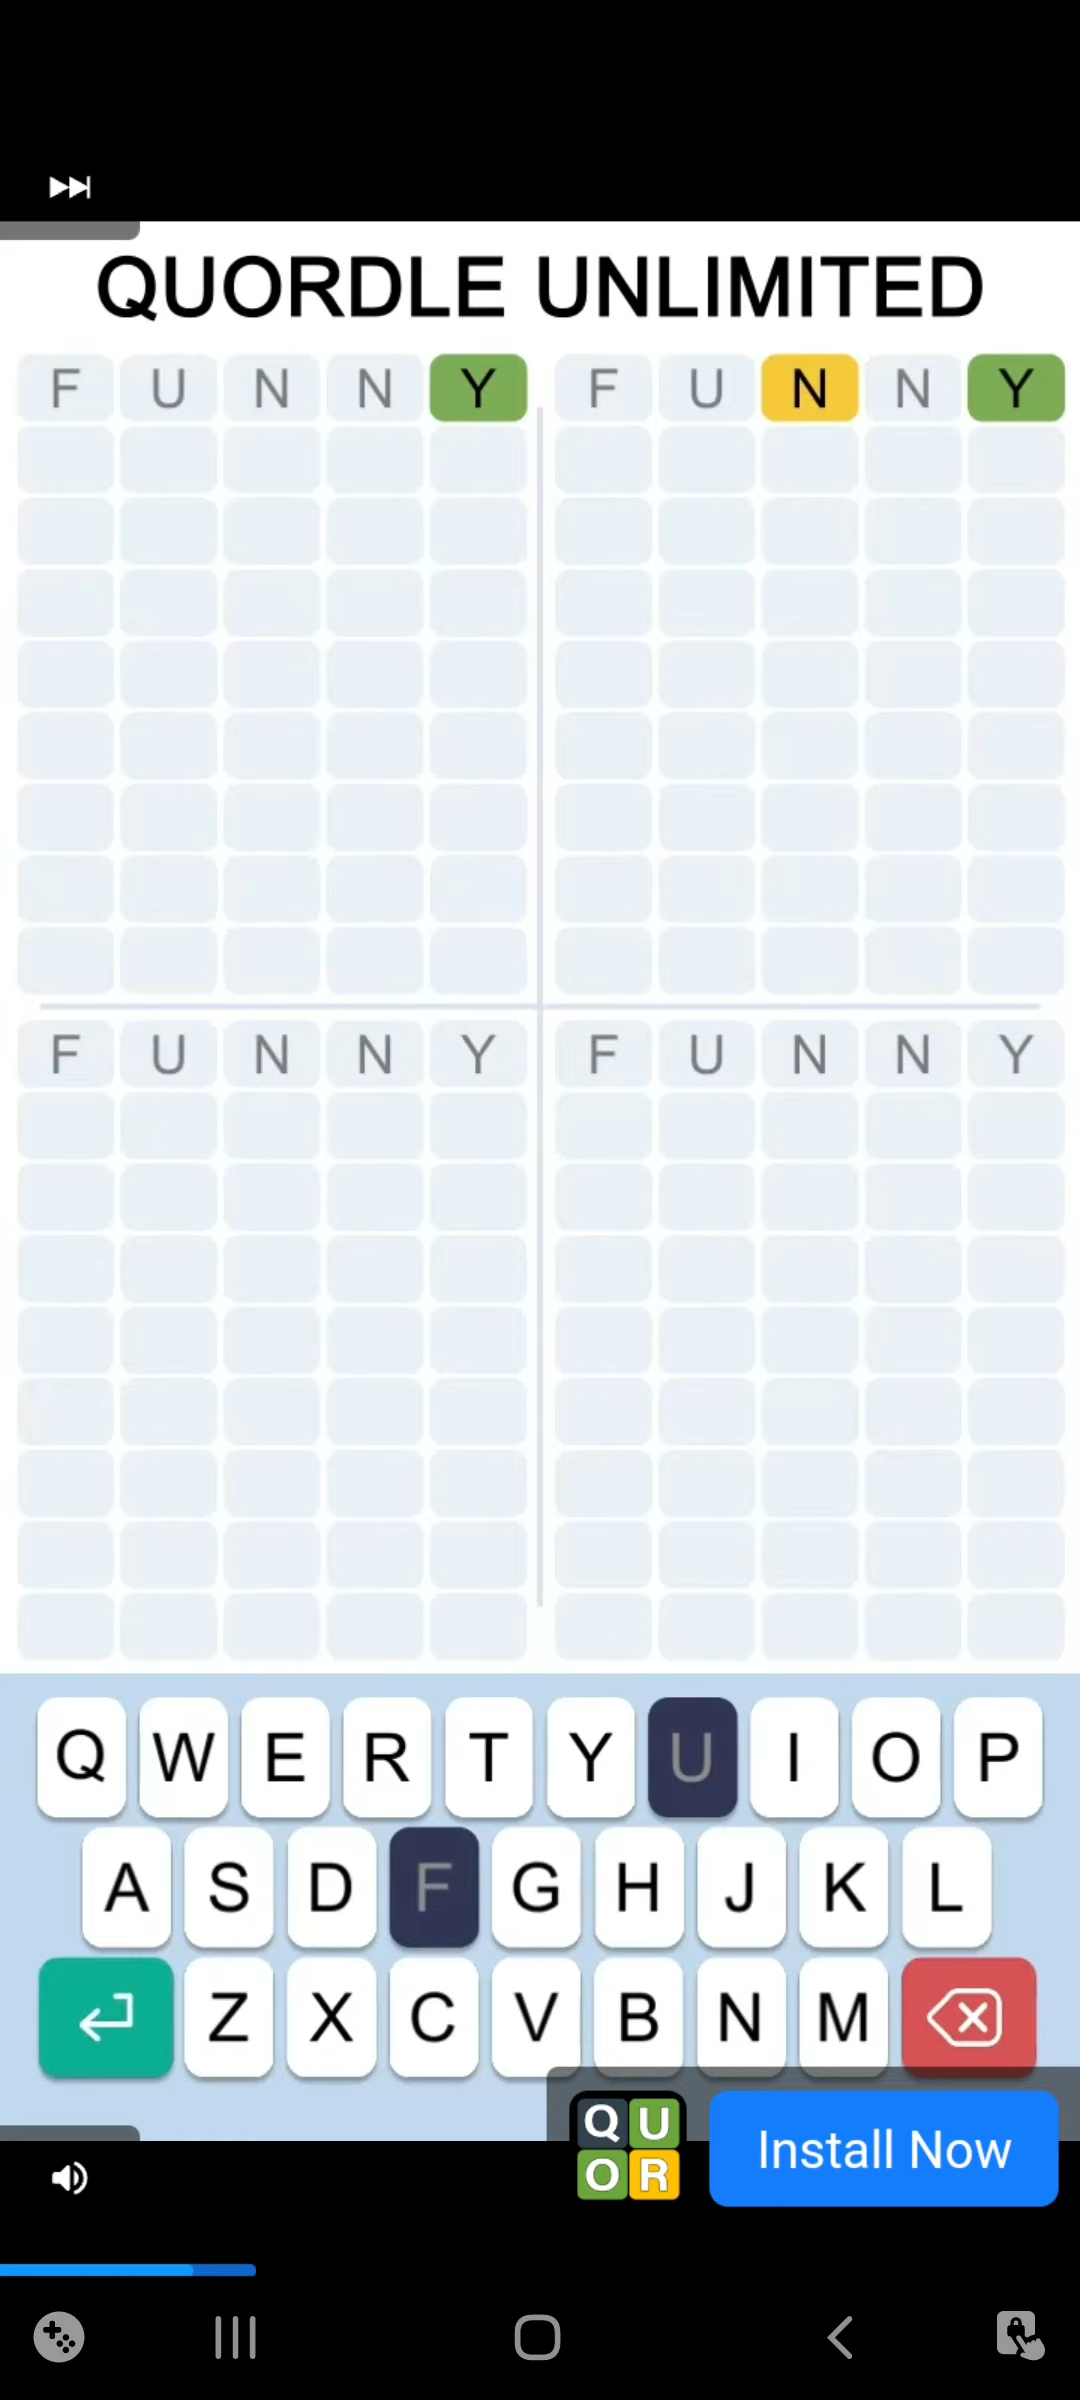 QUORDLE UNLIMITED
F U N N Y F U N N Y
F U N N Y F U N N Y
Q W E R T Y U I O P
A S D F G H J K L
Z X C V B N M
Q U
O R
Install Now